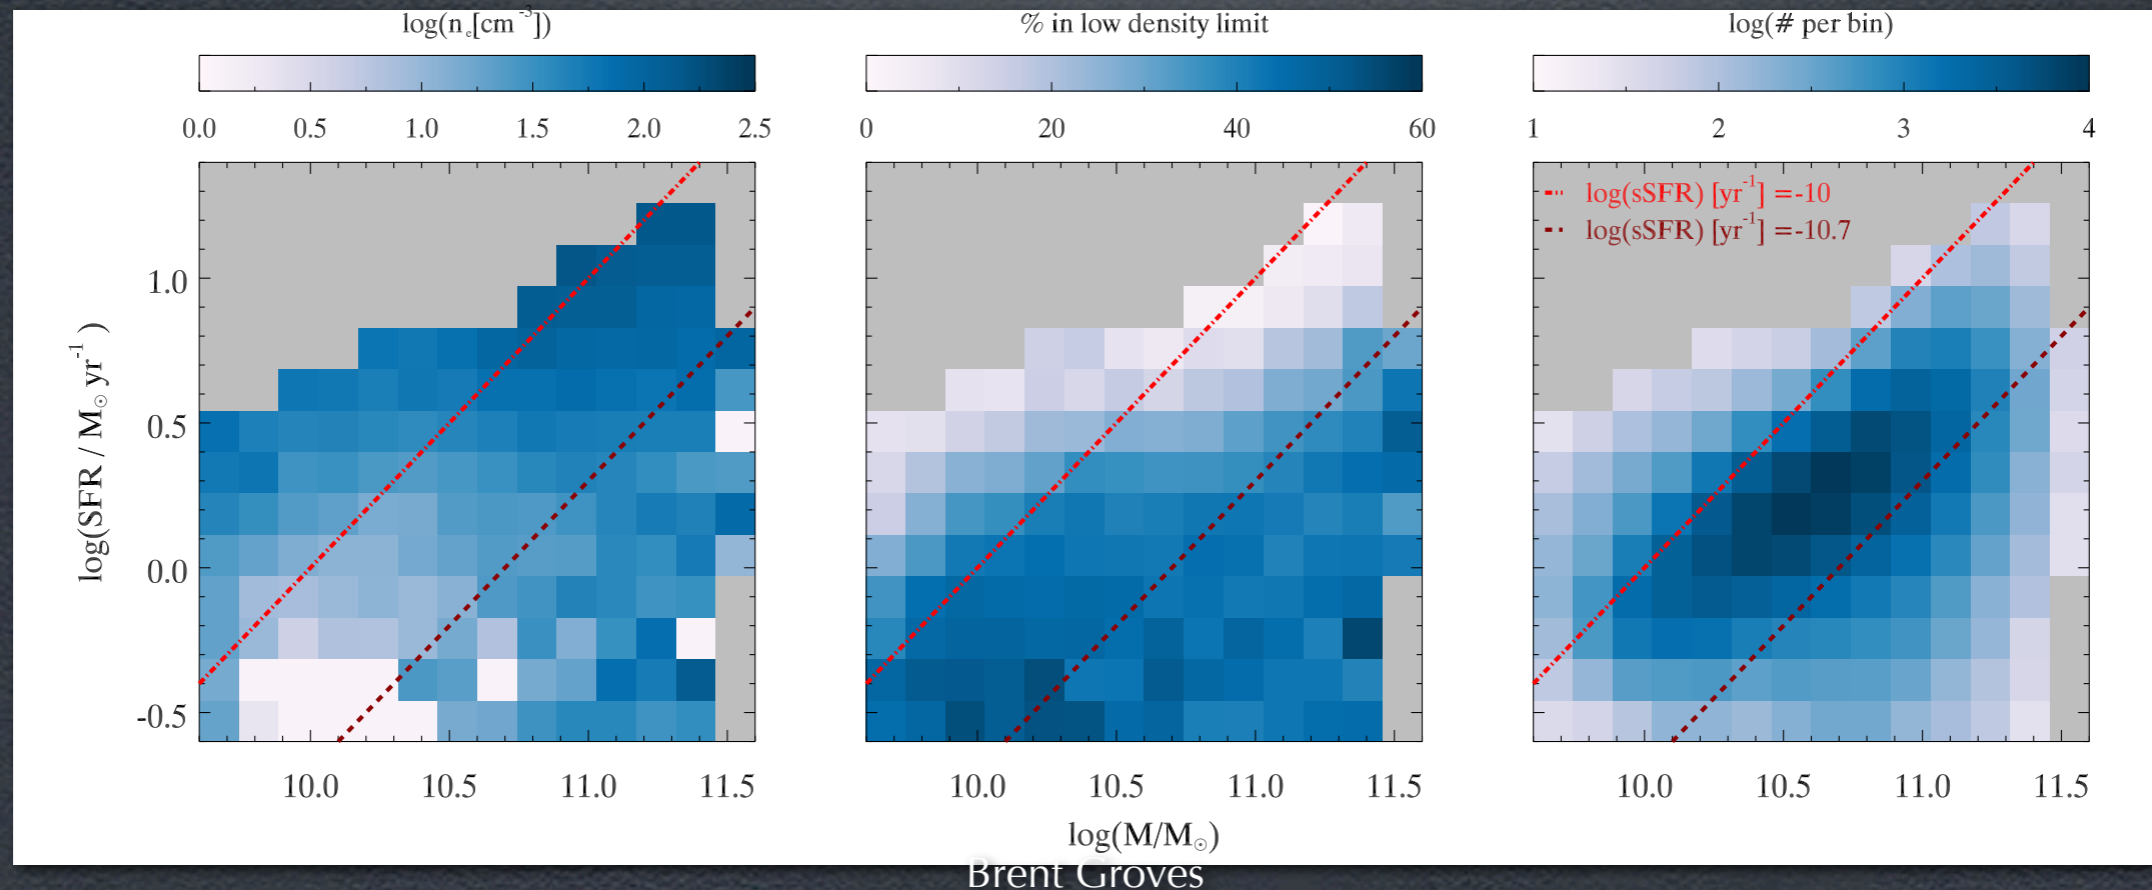 log(nₑ[cm⁻³])
% in low density limit
log(# per bin)
0.0 0.5 1.0 1.5 2.0 2.5
0 20 40 60
1 2 3 4
log(sSFR) [yr⁻¹] =-10
log(sSFR) [yr⁻¹] =-10.7
log(SFR / M☉ yr⁻¹ )
1.0
0.5
0.0
-0.5
10.0 10.5 11.0 11.5
10.0 10.5 11.0 11.5
10.0 10.5 11.0 11.5
log(M/M☉)
Brent Groves